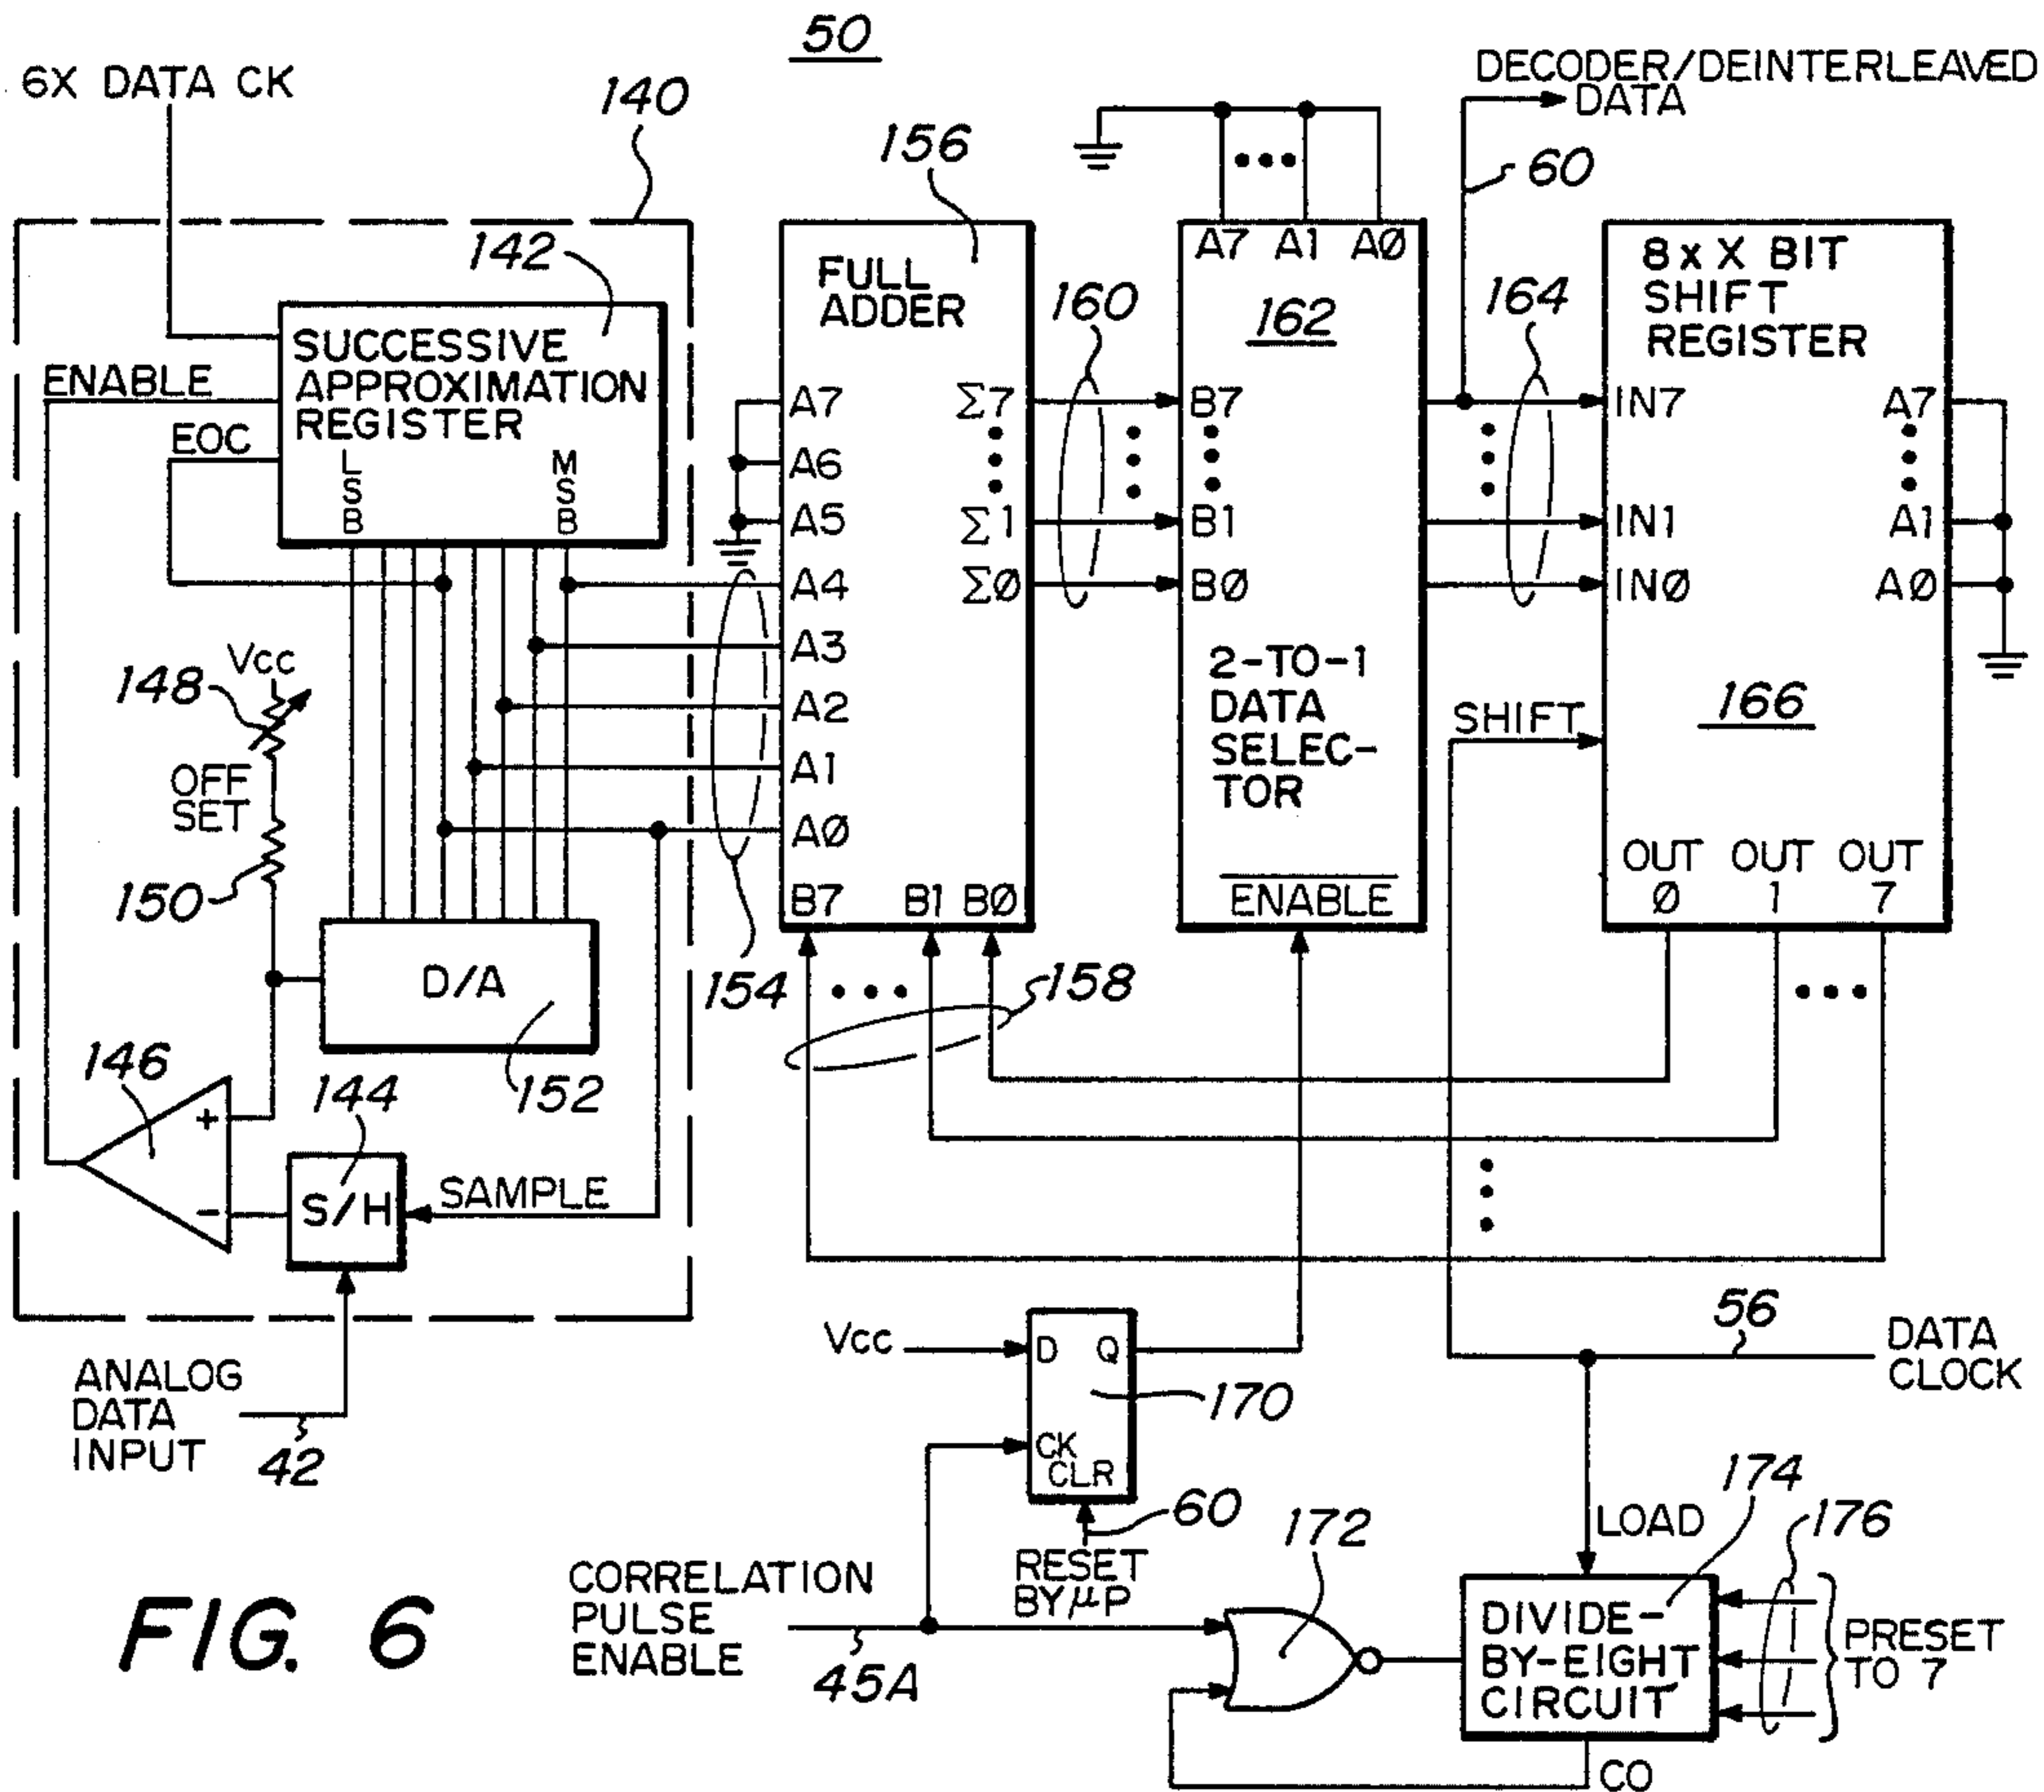 50
6X DATA CK
140
DECODER/DEINTERLEAVED
DATA
60
142
SUCCESSIVE
APPROXIMATION
REGISTER
LSB
MSB
ENABLE
EOC
Vcc
148
OFF
SET
150
D/A
152
146
+
−
144
S/H
SAMPLE
ANALOG
DATA
INPUT
42
156
FULL
ADDER
A7
A6
A5
A4
A3
A2
A1
AØ
Σ7
Σ1
ΣØ
B7
B1
BØ
154
158
160
A7
A1
AØ
162
B7
B1
BØ
2-TO-1
DATA
SELEC-
TOR
ENABLE
164
8 x X BIT
SHIFT
REGISTER
IN7
IN1
INØ
A7
A1
AØ
SHIFT
166
OUT OUT OUT
Ø 1 7
Vcc
D
Q
CK
CLR
170
60
RESET
BY μP
56
DATA
CLOCK
CORRELATION
PULSE
ENABLE
45A
172
LOAD
174
176
DIVIDE-
BY-EIGHT
CIRCUIT
PRESET
TO 7
CO
FIG. 6